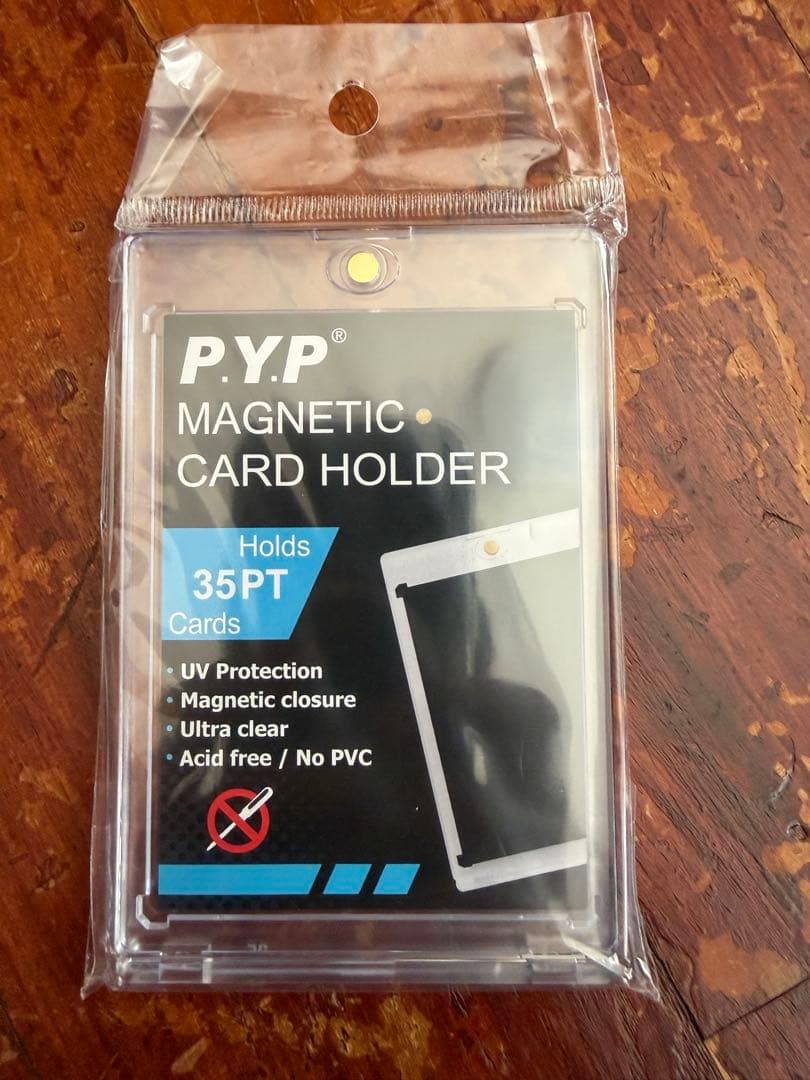 P.Y.P®
MAGNETIC
CARD HOLDER
Holds
35PT
Cards
• UV Protection
• Magnetic closure
• Ultra clear
• Acid free / No PVC